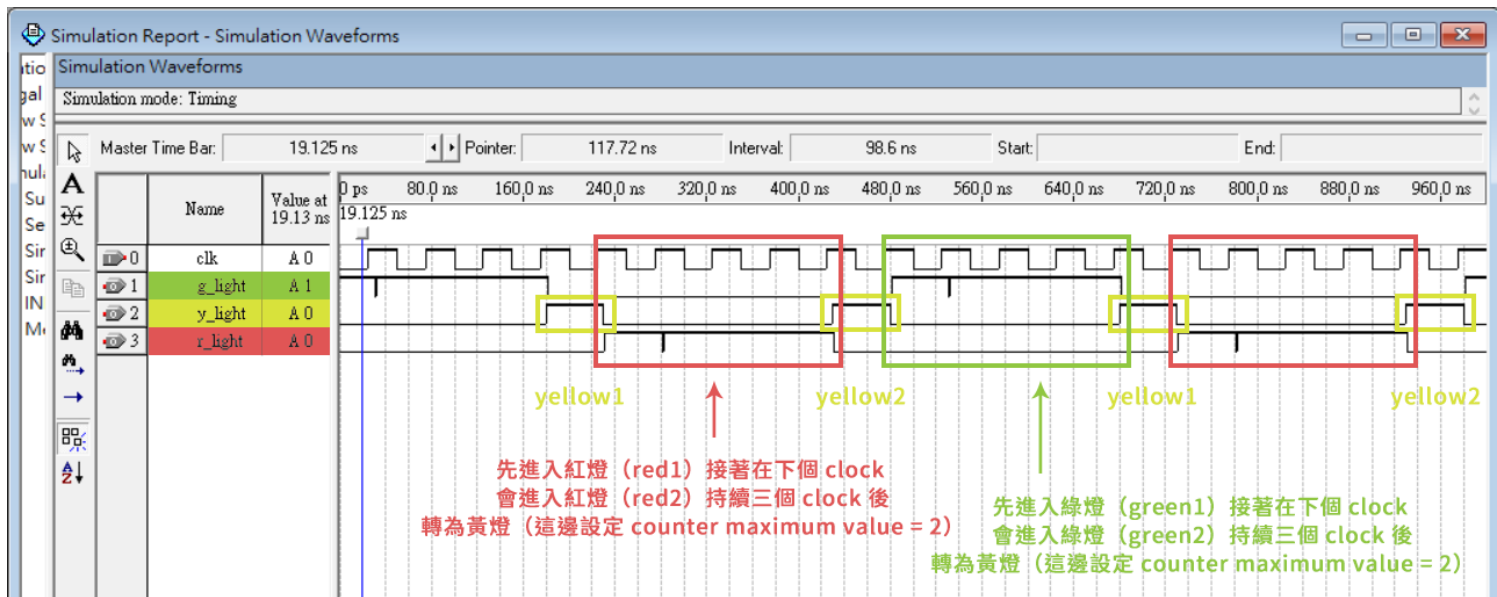 Simulation Report - Simulation Waveforms
Simulation Waveforms
Simulation mode: Timing
Master Time Bar: 19.125 ns Pointer: 117.72 ns Interval: 98.6 ns Start: End:
Name Value at 19.13 ns
0 ps 80.0 ns 160.0 ns 240.0 ns 320.0 ns 400.0 ns 480.0 ns 560.0 ns 640.0 ns 720.0 ns 800.0 ns 880.0 ns 960.0 ns
19.125 ns
0 clk A 0
1 g_light A 1
2 y_light A 0
3 r_light A 0
yellow1 yellow2 yellow1 yellow2
先進入紅燈（red1）接著在下個 clock
會進入紅燈（red2）持續三個 clock 後
轉為黃燈（這邊設定 counter maximum value = 2）
先進入綠燈（green1）接著在下個 clock
會進入綠燈（green2）持續三個 clock 後
轉為黃燈（這邊設定 counter maximum value = 2）